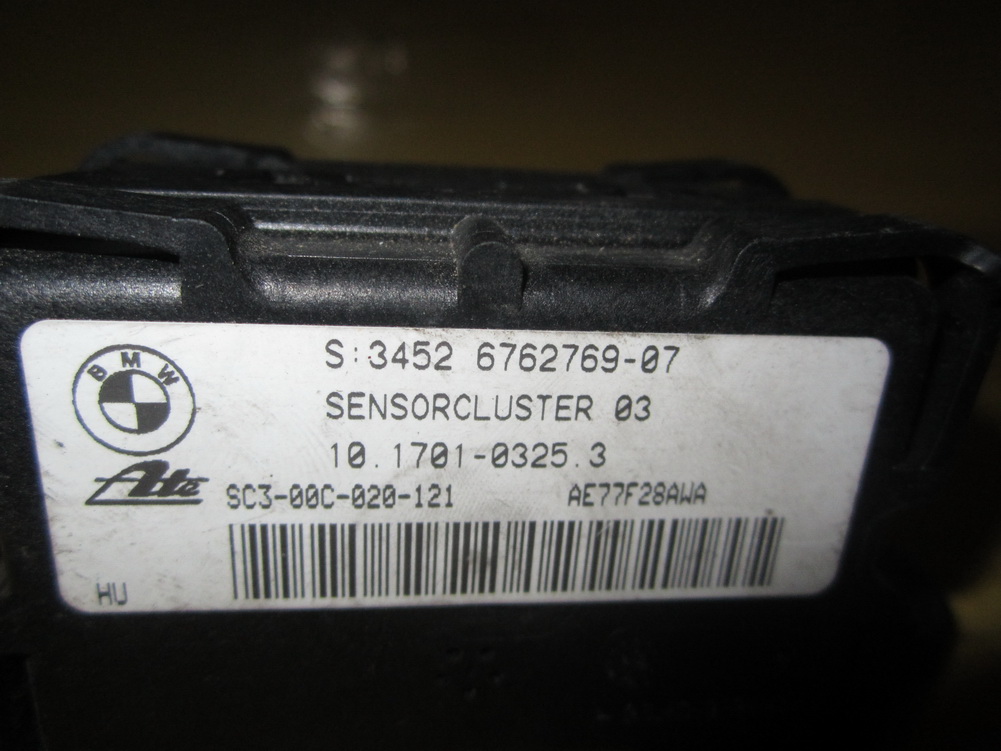 BMW
S:3452 6762769-07
SENSORCLUSTER 03
10.1701-0325.3
Ate
SC3-00C-020-121 AE77F28AWA
HU